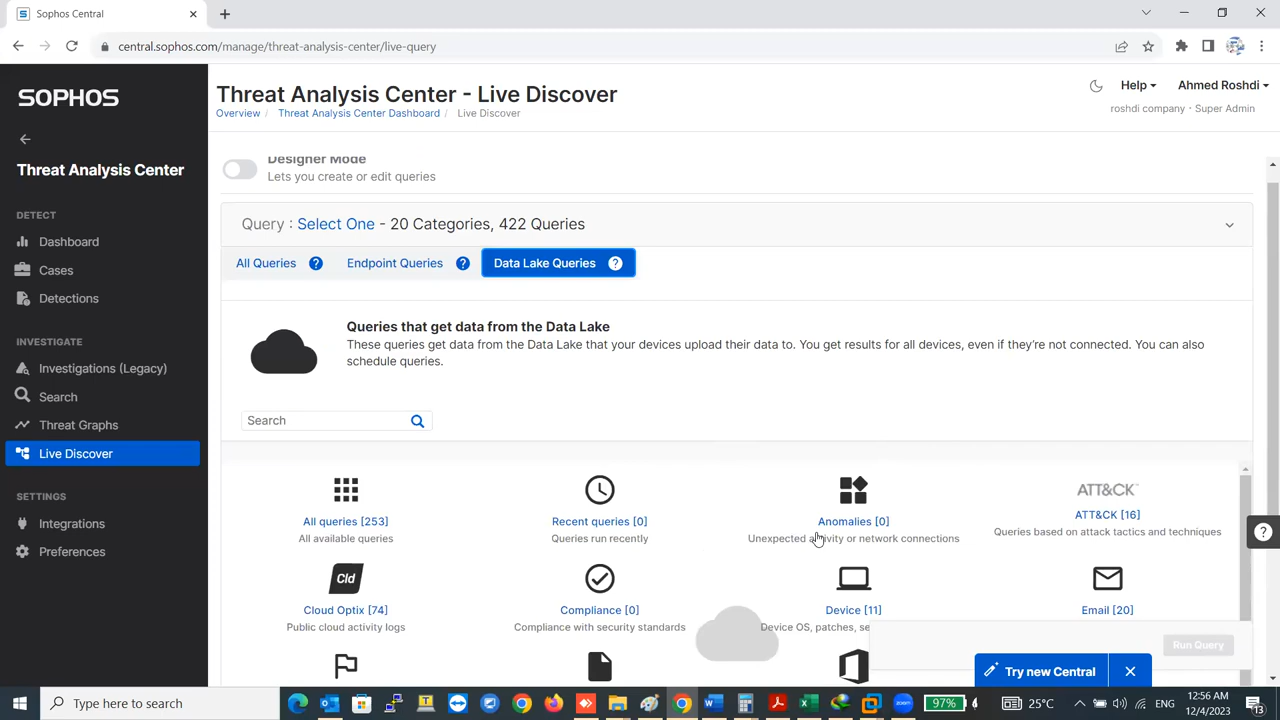 Sophos Central
central.sophos.com/manage/threat-analysis-center/live-query
SOPHOS
Threat Analysis Center
DETECT
Dashboard
Cases
Detections
INVESTIGATE
Investigations (Legacy)
Search
Threat Graphs
Live Discover
SETTINGS
Integrations
Preferences
Threat Analysis Center - Live Discover
Overview / Threat Analysis Center Dashboard / Live Discover
Help
Ahmed Roshdi
roshdi company · Super Admin
Designer Mode
Lets you create or edit queries
Query : Select One - 20 Categories, 422 Queries
All Queries ? Endpoint Queries ? Data Lake Queries ?
Queries that get data from the Data Lake
These queries get data from the Data Lake that your devices upload their data to. You get results for all devices, even if they're not connected. You can also
schedule queries.
Search
ATT&CK
All queries [253]
All available queries
Recent queries [0]
Queries run recently
Anomalies [0]
Unexpected activity or network connections
ATT&CK [16]
Queries based on attack tactics and techniques
Cld
Cloud Optix [74]
Public cloud activity logs
Compliance [0]
Compliance with security standards
Device [11]
Device OS, patches, se
Email [20]
Run Query
Try new Central
Type here to search
97%
25°C
ENG
12:56 AM
12/4/2023